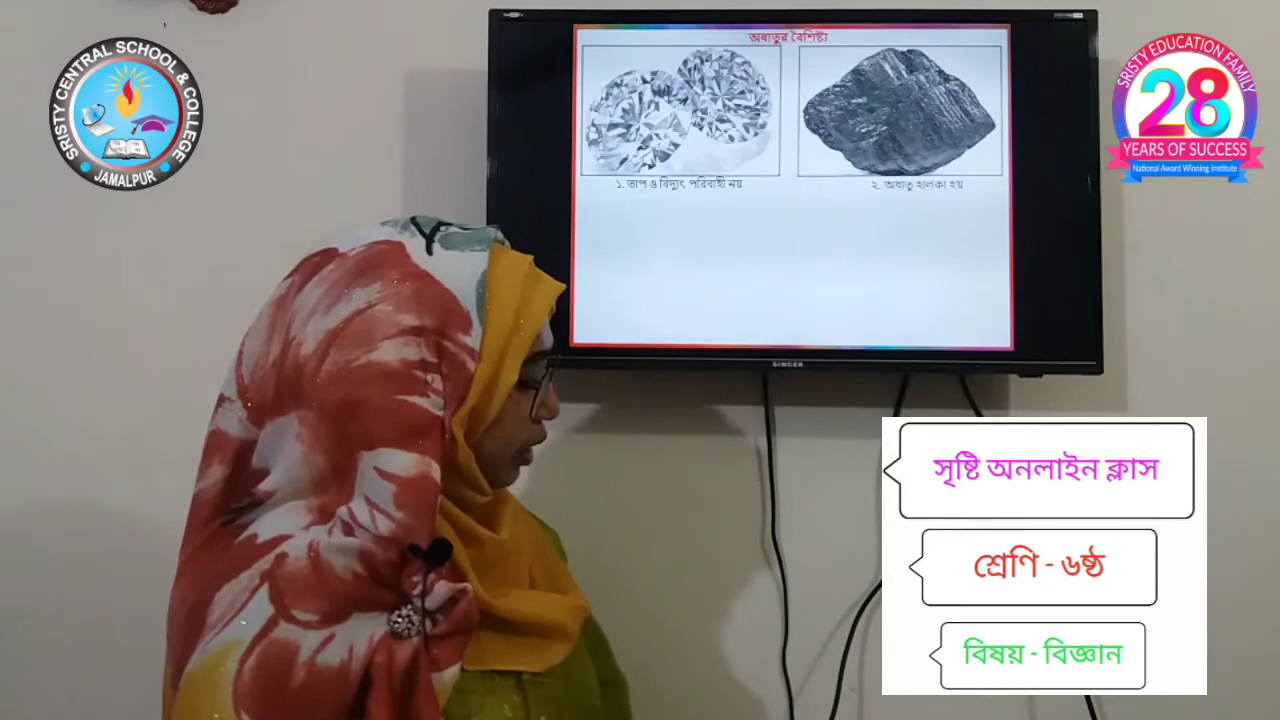 SRISTY CENTRAL SCHOOL & COLLEGE
JAMALPUR
অধাতুর বৈশিষ্ট্য
১. তাপ ও বিদ্যুৎ পরিবাহী নয়
২. অধাতু হালকা হয়
SINGER
SRISTY EDUCATION FAMILY
28
YEARS OF SUCCESS
National Award Winning Institute
সৃষ্টি অনলাইন ক্লাস
শ্রেণি - ৬ষ্ঠ
বিষয় - বিজ্ঞান